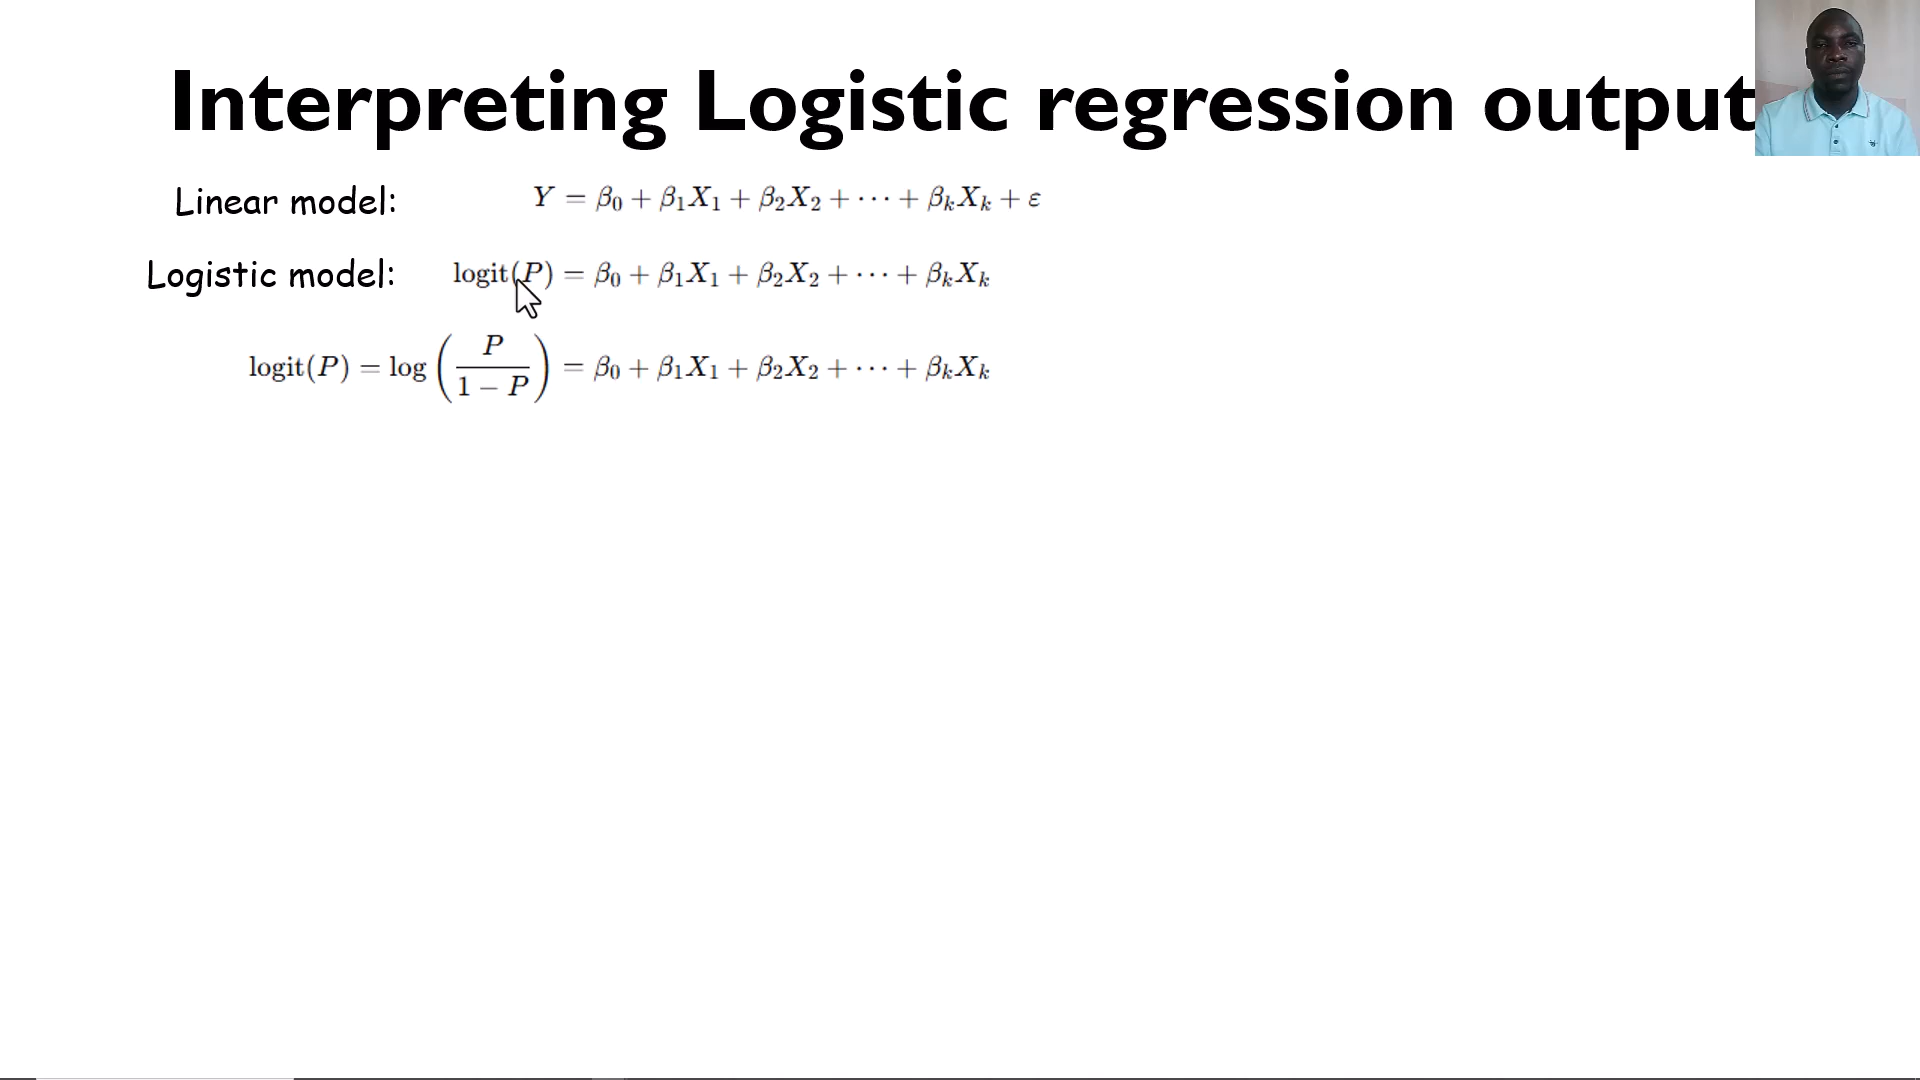 Interpreting Logistic regression output
Linear model: Y = β₀ + β₁X₁ + β₂X₂ + ⋯ + βₖXₖ + ε
Logistic model: logit(P) = β₀ + β₁X₁ + β₂X₂ + ⋯ + βₖXₖ
logit(P) = log(P / (1 − P)) = β₀ + β₁X₁ + β₂X₂ + ⋯ + βₖXₖ